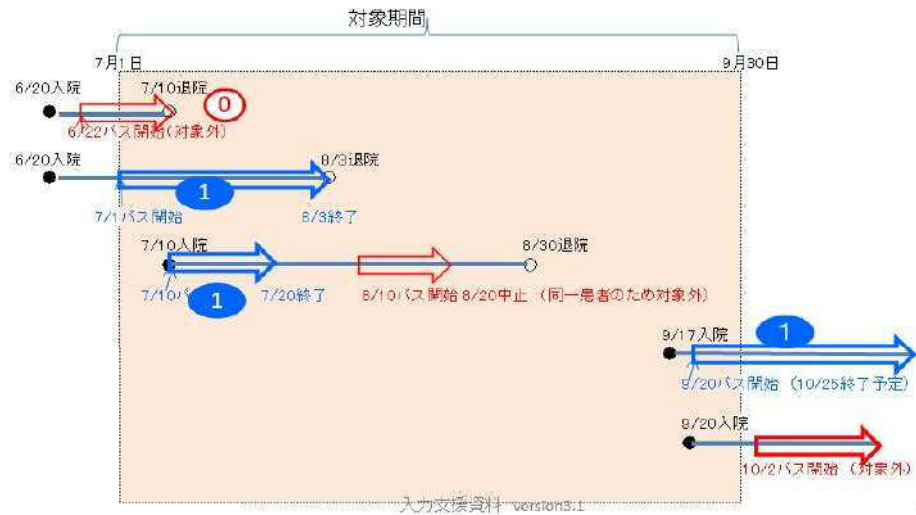 対象期間
7月1日
9月30日
6/20入院
7/10退院
0
6/22パス開始(対象外)
6/20入院
8/3退院
1
7/1パス開始
8/3終了
7/10入院
8/30退院
7/10パ
1
7/20終了
8/10パス開始 8/20中止 (同一患者のため対象外)
9/17入院
1
9/20パス開始 (10/25終了予定)
9/20入院
10/2パス開始 (対象外)
入力支援資料 version3.1